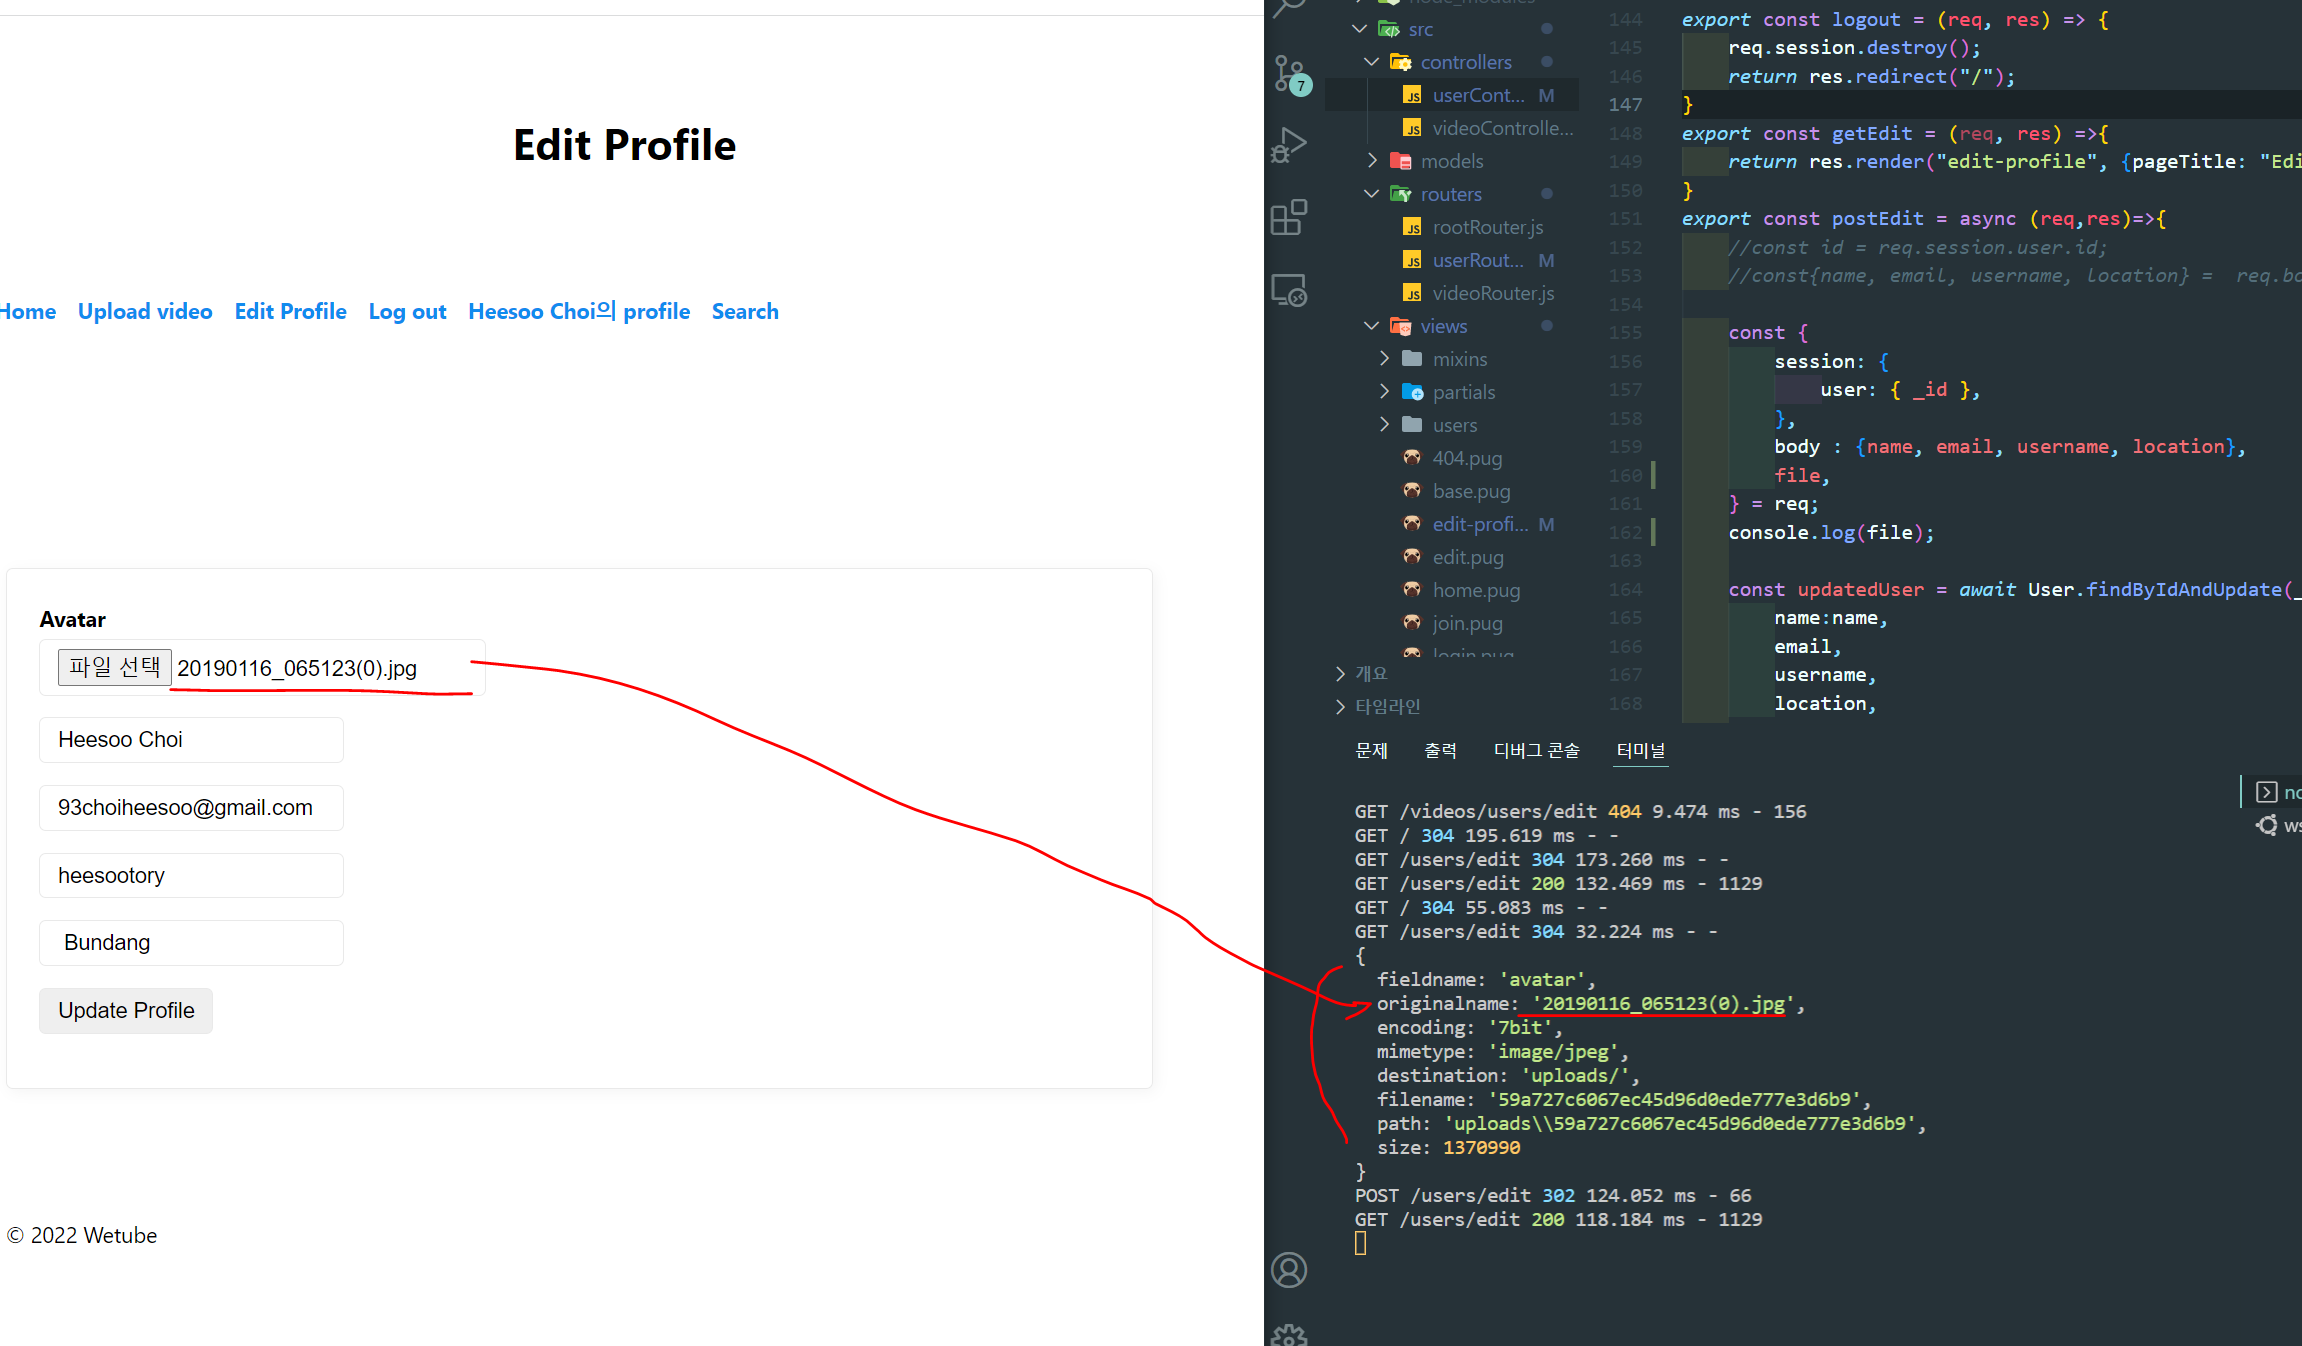 Edit Profile
Home Upload video Edit Profile Log out Heesoo Choi의 profile Search
Avatar
파일 선택 20190116_065123(0).jpg
Heesoo Choi
93choiheesoo@gmail.com
heesootory
Bundang
Update Profile
© 2022 Wetube
7
node_modules
src
controllers
userCont... M
videoControlle...
models
routers
rootRouter.js
userRout... M
videoRouter.js
views
mixins
partials
users
404.pug
base.pug
edit-profi... M
edit.pug
home.pug
join.pug
login.pug
개요
타임라인
144 export const logout = (req, res) => {
145 req.session.destroy();
146 return res.redirect("/");
147 }
148 export const getEdit = (req, res) =>{
149 return res.render("edit-profile", {pageTitle: "Edi
150 }
151 export const postEdit = async (req,res)=>{
152 //const id = req.session.user.id;
153 //const{name, email, username, location} = req.bo
154
155 const {
156 session: {
157 user: { _id },
158 },
159 body : {name, email, username, location},
160 file,
161 } = req;
162 console.log(file);
163
164 const updatedUser = await User.findByIdAndUpdate(_
165 name:name,
166 email,
167 username,
168 location,
문제 출력 디버그 콘솔 터미널
GET /videos/users/edit 404 9.474 ms - 156
GET / 304 195.619 ms - -
GET /users/edit 304 173.260 ms - -
GET /users/edit 200 132.469 ms - 1129
GET / 304 55.083 ms - -
GET /users/edit 304 32.224 ms - -
{
fieldname: 'avatar',
originalname: '20190116_065123(0).jpg',
encoding: '7bit',
mimetype: 'image/jpeg',
destination: 'uploads/',
filename: '59a727c6067ec45d96d0ede777e3d6b9',
path: 'uploads\\59a727c6067ec45d96d0ede777e3d6b9',
size: 1370990
}
POST /users/edit 302 124.052 ms - 66
GET /users/edit 200 118.184 ms - 1129
no
ws